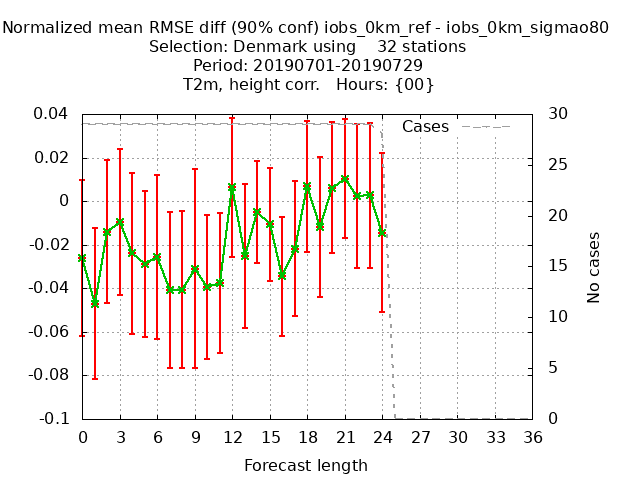 Normalized mean RMSE diff (90% conf) iobs_0km_ref - iobs_0km_sigmao80
Selection: Denmark using    32 stations
Period: 20190701-20190729
T2m, height corr.   Hours: {00}
Cases
0.04
0.02
0
-0.02
-0.04
-0.06
-0.08
-0.1
30
25
20
15
10
5
0
No cases
0 3 6 9 12 15 18 21 24 27 30 33 36
Forecast length